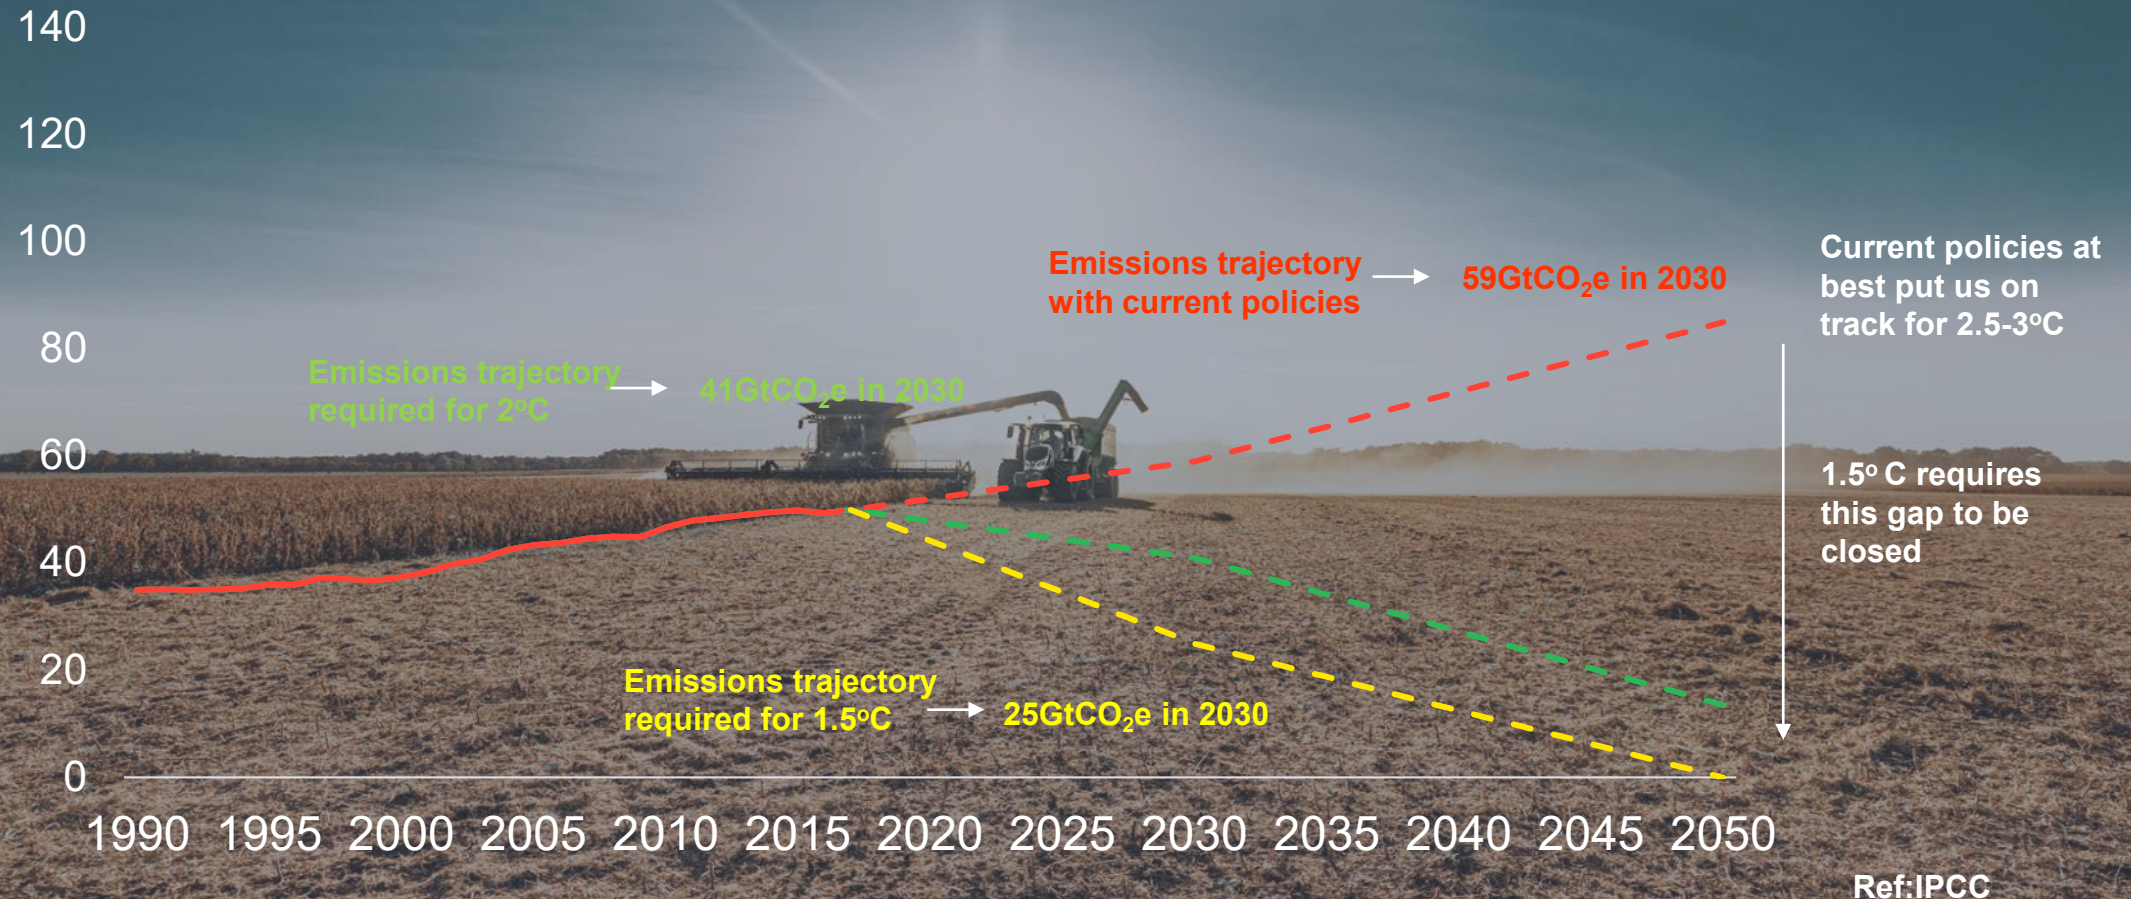 140
120
100
80
60
40
20
0
Emissions trajectory
with current policies
59GtCO₂e in 2030
Current policies at
best put us on
track for 2.5-3ºC
Emissions trajectory
required for 2ºC
41GtCO₂e in 2030
1.5º C requires
this gap to be
closed
Emissions trajectory
required for 1.5ºC
25GtCO₂e in 2030
1990 1995 2000 2005 2010 2015 2020 2025 2030 2035 2040 2045 2050
Ref:IPCC